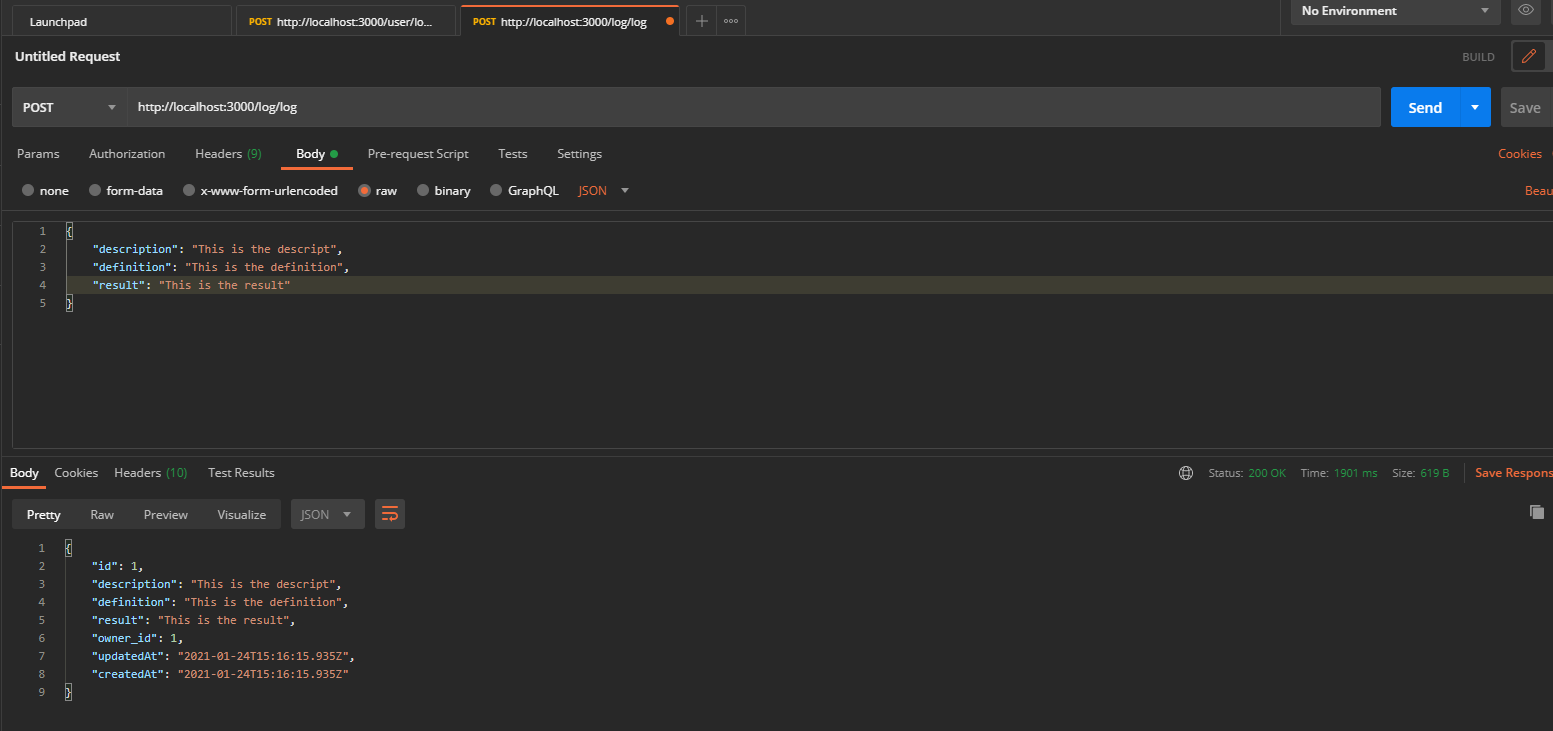 Launchpad
POST http://localhost:3000/user/lo...
POST http://localhost:3000/log/log
No Environment
Untitled Request
BUILD
POST
http://localhost:3000/log/log
Send
Save
Params Authorization Headers (9) Body Pre-request Script Tests Settings Cookies
none form-data x-www-form-urlencoded raw binary GraphQL JSON Beau
1 {
2 "description": "This is the descript",
3 "definition": "This is the definition",
4 "result": "This is the result"
5 }
Body Cookies Headers (10) Test Results Status: 200 OK Time: 1901 ms Size: 619 B Save Respons
Pretty Raw Preview Visualize JSON
1 {
2 "id": 1,
3 "description": "This is the descript",
4 "definition": "This is the definition",
5 "result": "This is the result",
6 "owner_id": 1,
7 "updatedAt": "2021-01-24T15:16:15.935Z",
8 "createdAt": "2021-01-24T15:16:15.935Z"
9 }